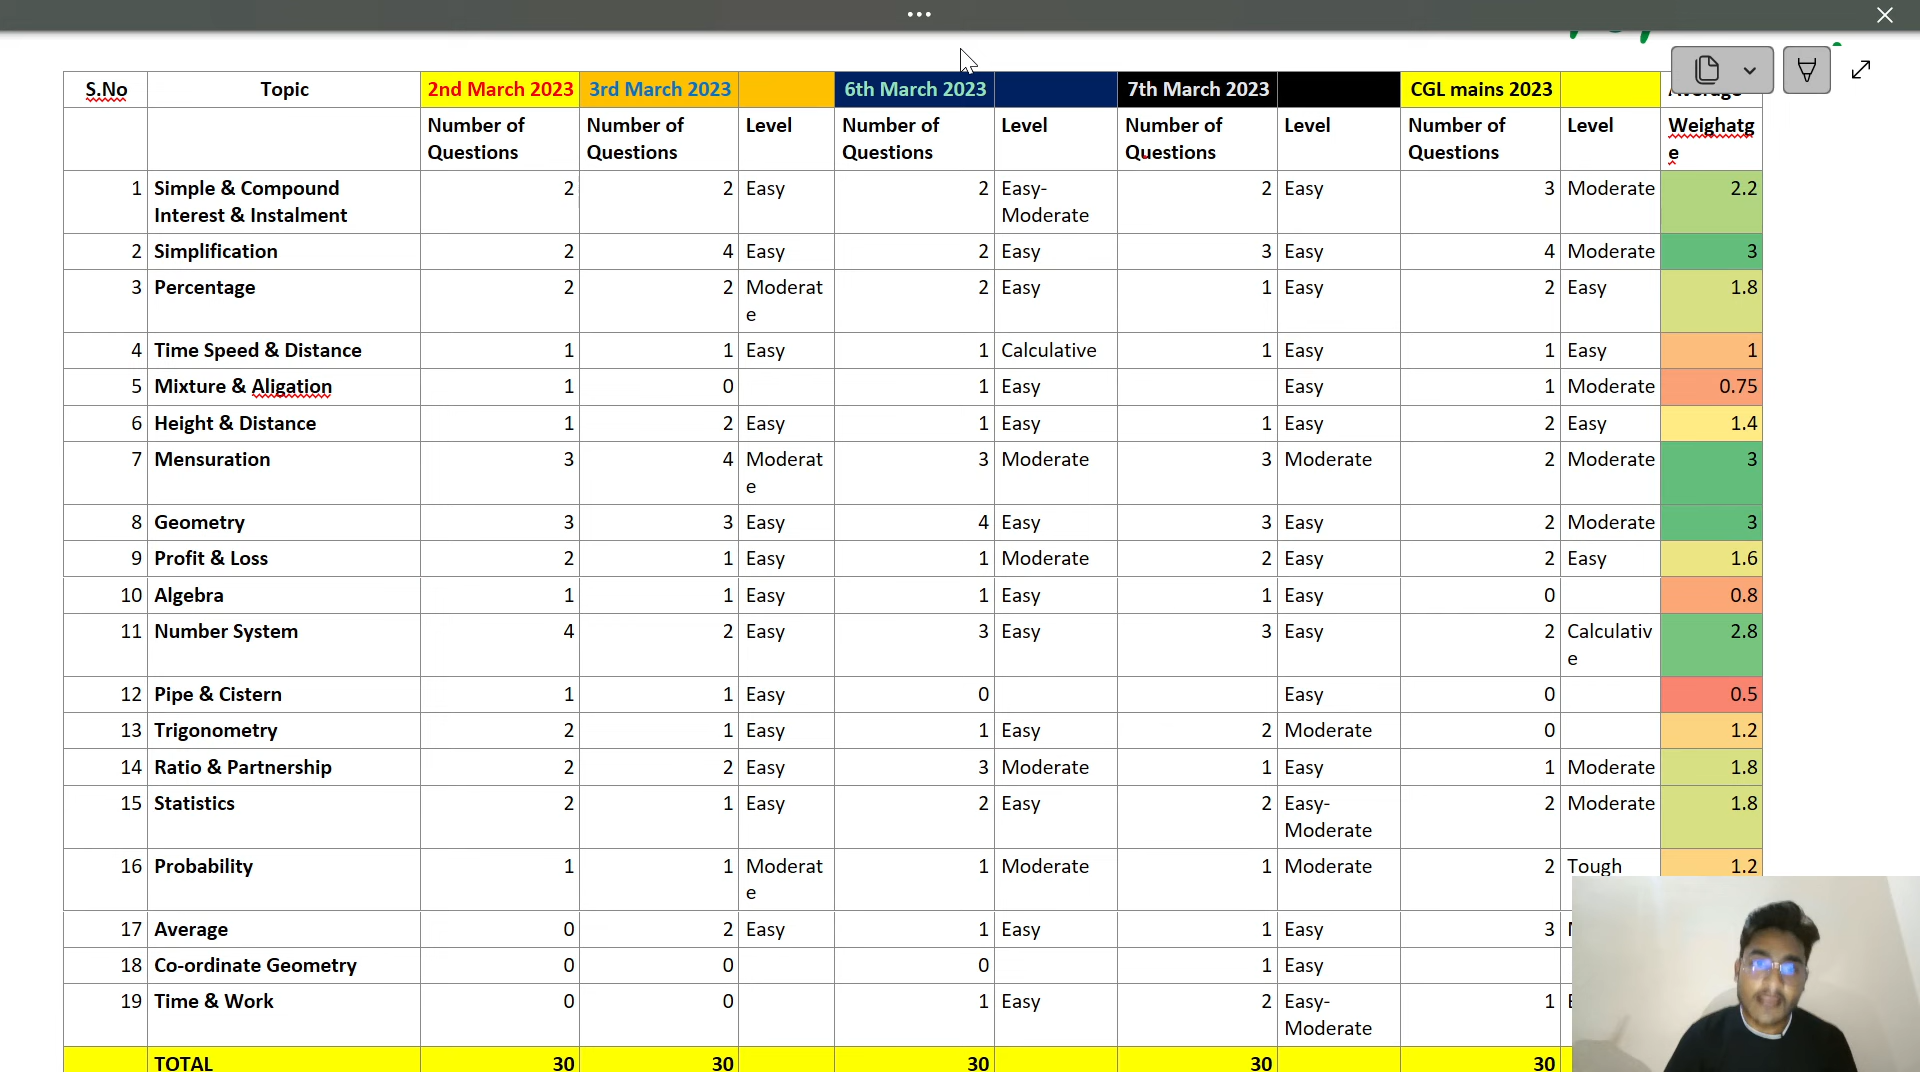 S.No Topic 2nd March 2023 3rd March 2023 6th March 2023 7th March 2023 CGL mains 2023
Number of Number of Level Number of Level Number of Level Number of Level Weighatg
Questions Questions Questions Questions Questions e
1 Simple & Compound 2 2 Easy 2 Easy- 2 Easy 3 Moderate 2.2
Interest & Instalment Moderate
2 Simplification 2 4 Easy 2 Easy 3 Easy 4 Moderate 3
3 Percentage 2 2 Moderat 2 Easy 1 Easy 2 Easy 1.8
e
4 Time Speed & Distance 1 1 Easy 1 Calculative 1 Easy 1 Easy 1
5 Mixture & Aligation 1 0 1 Easy Easy 1 Moderate 0.75
6 Height & Distance 1 2 Easy 1 Easy 1 Easy 2 Easy 1.4
7 Mensuration 3 4 Moderat 3 Moderate 3 Moderate 2 Moderate 3
e
8 Geometry 3 3 Easy 4 Easy 3 Easy 2 Moderate 3
9 Profit & Loss 2 1 Easy 1 Moderate 2 Easy 2 Easy 1.6
10 Algebra 1 1 Easy 1 Easy 1 Easy 0 0.8
11 Number System 4 2 Easy 3 Easy 3 Easy 2 Calculativ 2.8
e
12 Pipe & Cistern 1 1 Easy 0 Easy 0 0.5
13 Trigonometry 2 1 Easy 1 Easy 2 Moderate 0 1.2
14 Ratio & Partnership 2 2 Easy 3 Moderate 1 Easy 1 Moderate 1.8
15 Statistics 2 1 Easy 2 Easy 2 Easy- 2 Moderate 1.8
Moderate
16 Probability 1 1 Moderat 1 Moderate 1 Moderate 2 Tough 1.2
e
17 Average 0 2 Easy 1 Easy 1 Easy 3
18 Co-ordinate Geometry 0 0 0 1 Easy
19 Time & Work 0 0 1 Easy 2 Easy- 1
Moderate
TOTAL 30 30 30 30 30